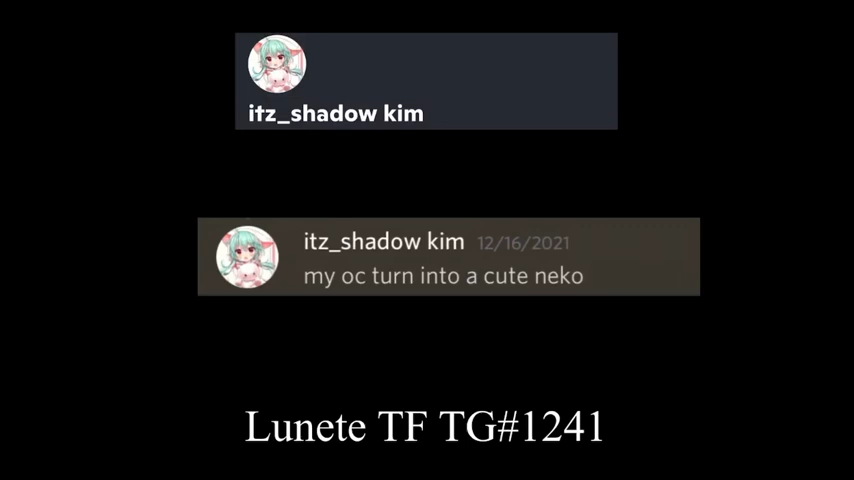 itz_shadow kim
itz_shadow kim 12/16/2021
my oc turn into a cute neko
Lunete TF TG#1241